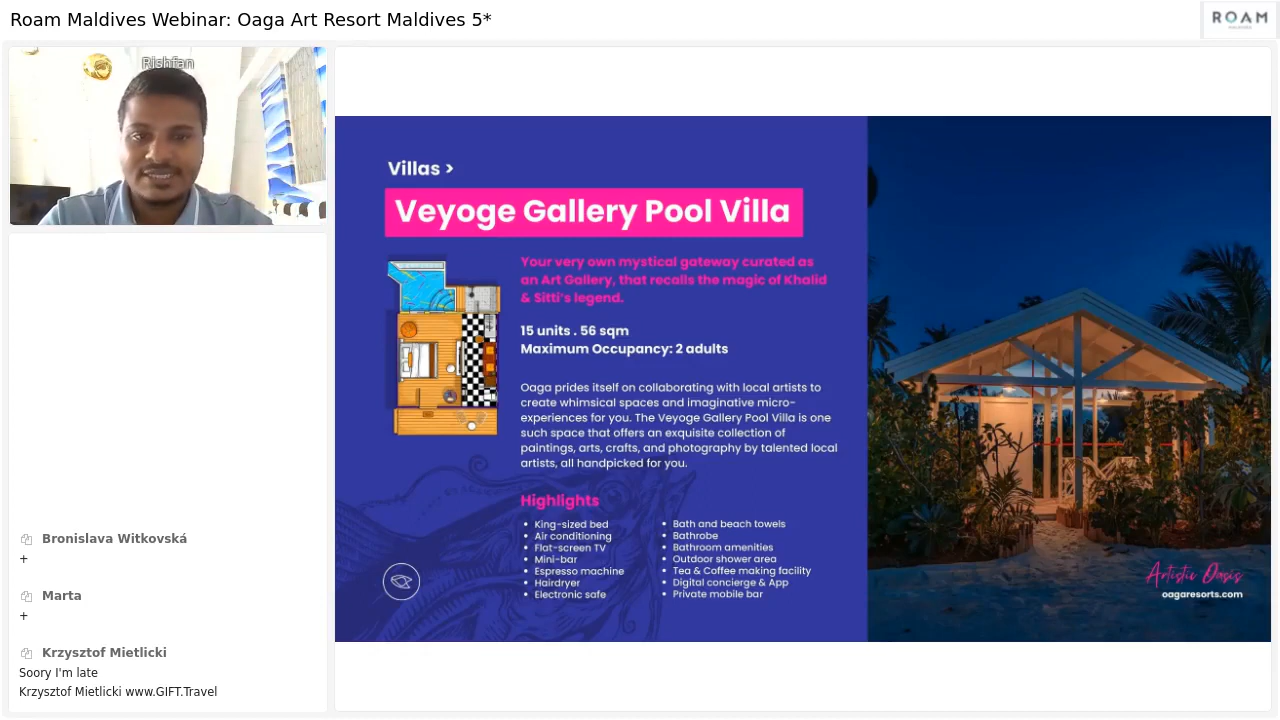 Roam Maldives Webinar: Oaga Art Resort Maldives 5*
ROAM
Rishfan
Villas >
Veyoge Gallery Pool Villa
Your very own mystical gateway curated as
an Art Gallery, that recalls the magic of Khalid
& Sitti's legend.
15 units . 56 sqm
Maximum Occupancy: 2 adults
Oaga prides itself on collaborating with local artists to
create whimsical spaces and imaginative micro-
experiences for you. The Veyoge Gallery Pool Villa is one
such space that offers an exquisite collection of
paintings, arts, crafts, and photography by talented local
artists, all handpicked for you.
Highlights
• King-sized bed
• Air conditioning
• Flat-screen TV
• Mini-bar
• Espresso machine
• Hairdryer
• Electronic safe
• Bath and beach towels
• Bathrobe
• Bathroom amenities
• Outdoor shower area
• Tea & Coffee making facility
• Digital concierge & App
• Private mobile bar
Artistic Oasis
oagaresorts.com
Bronislava Witkovská
+
Marta
+
Krzysztof Mietlicki
Soory I'm late
Krzysztof Mietlicki www.GIFT.Travel